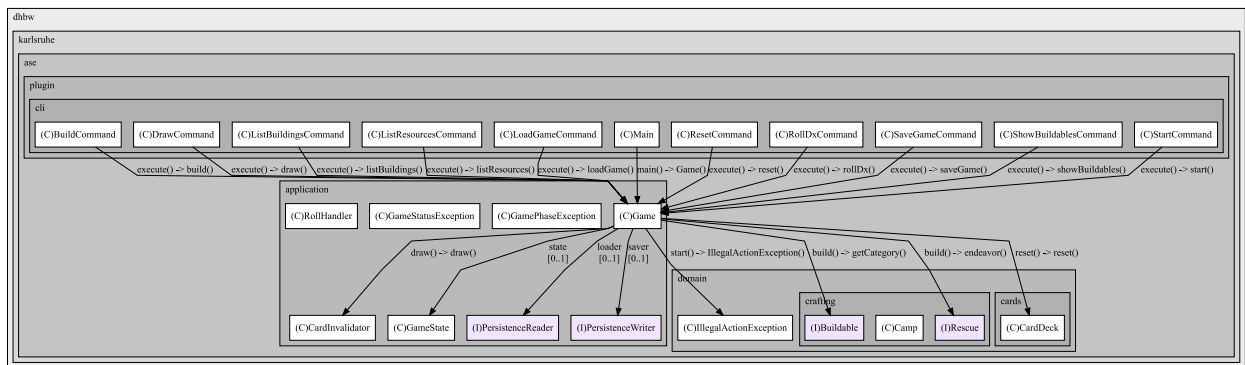 dhbw
karlsruhe
ase
plugin
cli
(C)BuildCommand (C)DrawCommand (C)ListBuildingsCommand (C)ListResourcesCommand (C)LoadGameCommand (C)Main (C)ResetCommand (C)RollDxCommand (C)SaveGameCommand (C)ShowBuildablesCommand (C)StartCommand
execute() -> build() execute() -> draw() execute() -> listBuildings() execute() -> listResources() execute() -> loadGame() main() -> Game() execute() -> reset() execute() -> rollDx() execute() -> saveGame() execute() -> showBuildables() execute() -> start()
application
(C)RollHandler (C)GameStatusException (C)GamePhaseException (C)Game
draw() -> draw() state loader saver start() -> IllegalActionException() build() -> getCategory() build() -> endeavor() reset() -> reset()
[0..1] [0..1] [0..1]
domain
crafting cards
(C)CardInvalidator (C)GameState (I)PersistenceReader (I)PersistenceWriter (C)IllegalActionException (I)Buildable (C)Camp (I)Rescue (C)CardDeck